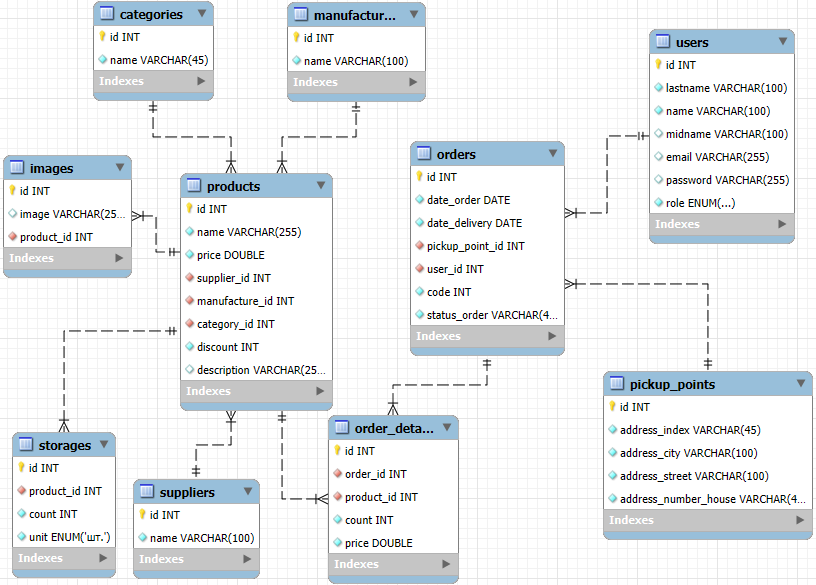 categories
id INT
name VARCHAR(45)
Indexes
manufactur...
id INT
name VARCHAR(100)
Indexes
users
id INT
lastname VARCHAR(100)
name VARCHAR(100)
midname VARCHAR(100)
email VARCHAR(255)
password VARCHAR(255)
role ENUM(...)
Indexes
images
id INT
image VARCHAR(25...
product_id INT
Indexes
products
id INT
name VARCHAR(255)
price DOUBLE
supplier_id INT
manufacture_id INT
category_id INT
discount INT
description VARCHAR(25...
Indexes
orders
id INT
date_order DATE
date_delivery DATE
pickup_point_id INT
user_id INT
code INT
status_order VARCHAR(4...
Indexes
pickup_points
id INT
address_index VARCHAR(45)
address_city VARCHAR(100)
address_street VARCHAR(100)
address_number_house VARCHAR(4...
Indexes
storages
id INT
product_id INT
count INT
unit ENUM('шт.')
Indexes
suppliers
id INT
name VARCHAR(100)
Indexes
order_deta...
id INT
order_id INT
product_id INT
count INT
price DOUBLE
Indexes